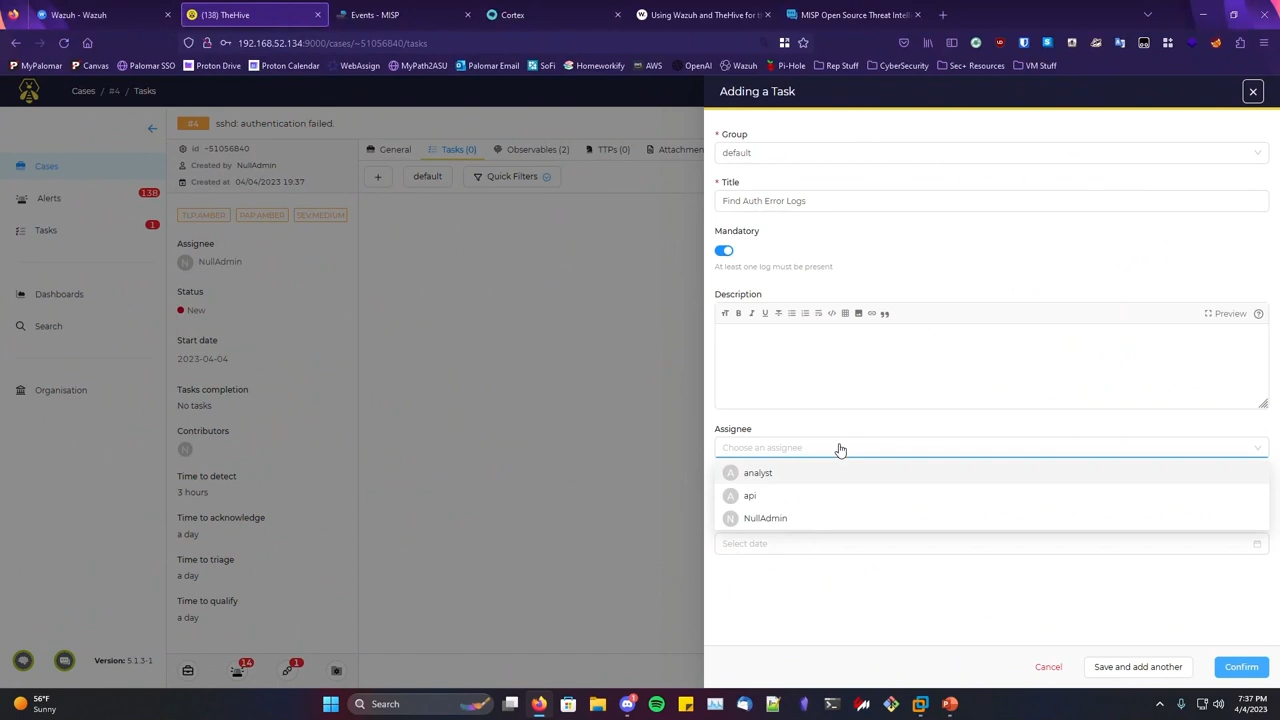 Wazuh - Wazuh
(138) TheHive
Events - MISP
Cortex
Using Wazuh and TheHive for th
MISP Open Source Threat Intell
192.168.52.134:9000/cases/~51056840/tasks
MyPalomar
Canvas
Palomar SSO
Proton Drive
Proton Calendar
WebAssign
MyPath2ASU
Palomar Email
SoFi
Homeworkify
AWS
OpenAI
Wazuh
Pi-Hole
Rep Stuff
CyberSecurity
Sec+ Resources
VM Stuff
Cases / #4 / Tasks
Adding a Task
#4 sshd: authentication failed.
Cases
Alerts 138
Tasks 1
Dashboards
Search
Organisation
Version: 5.1.3-1
id ~51056840
Created by NullAdmin
Created at 04/04/2023 19:37
TLP:AMBER PAP:AMBER SEV:MEDIUM
Assignee
N NullAdmin
Status
New
Start date
2023-04-04
Tasks completion
No tasks
Contributors
N
Time to detect
3 hours
Time to acknowledge
a day
Time to triage
a day
Time to qualify
a day
14 1
General Tasks (0) Observables (2) TTPs (0) Attachmen
+ default Quick Filters
* Group
default
* Title
Find Auth Error Logs
Mandatory
At least one log must be present
Description
Preview
Assignee
Choose an assignee
A analyst
A api
N NullAdmin
Select date
Cancel Save and add another Confirm
56°F
Sunny
Search
7:37 PM
4/4/2023